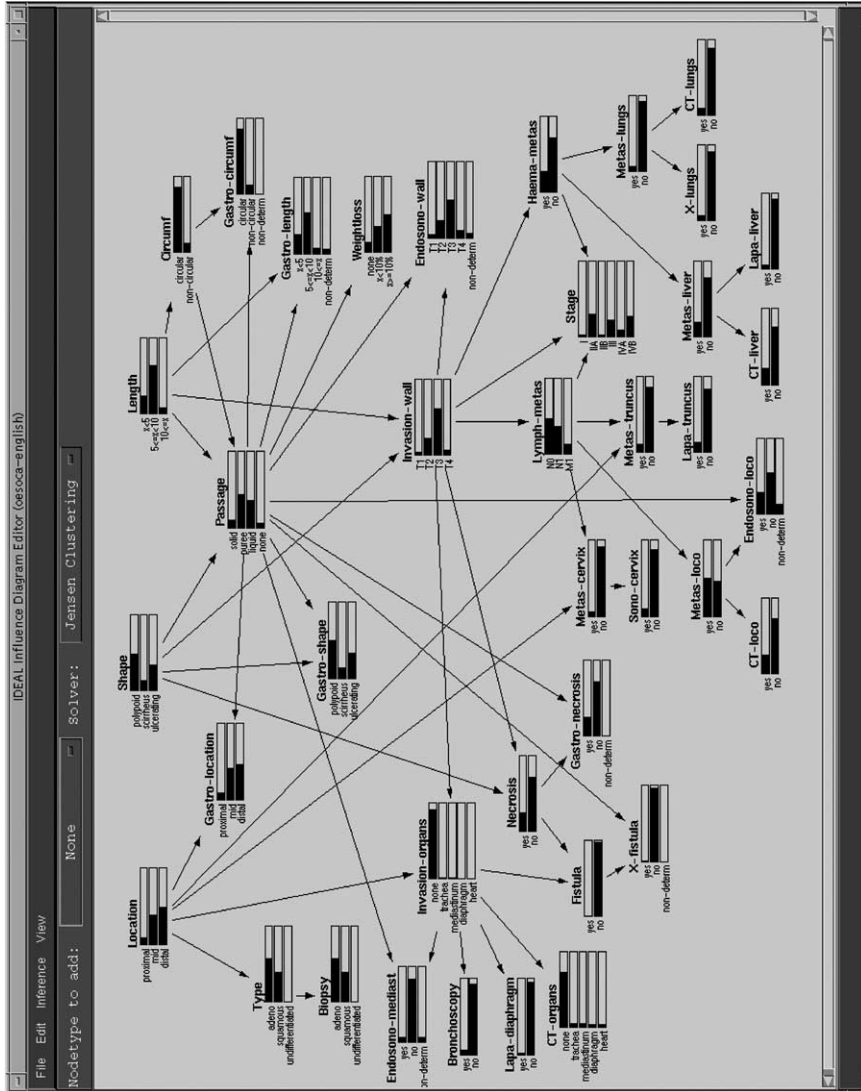 IDEAL Influence Diagram Editor (oesoca-english)
File Edit Inference View
Nodetype to add: None Solver: Jensen Clustering
Location
proximal
mid
distal
Shape
polypoid
scirrheus
ulcerating
Length
x<5
5<=x<10
10<=x
Circumf
circular
non-circular
Gastro-location
proximal
mid
distal
Passage
solid
puree
liquid
none
Gastro-circumf
circular
non-circular
non-determ
Type
adeno
squamous
undifferentiated
Gastro-shape
polypoid
scirrheus
ulcerating
Gastro-length
x<5
5<=x<10
10<=x
non-determ
Biopsy
adeno
squamous
undifferentiated
Weightloss
none
x<10%
x>=10%
Endosono-mediast
yes
no
on-determ
Invasion-organs
none
trachea
mediastinum
diaphragm
heart
Invasion-wall
T1
T2
T3
T4
Endosono-wall
T1
T2
T3
T4
non-determ
Bronchoscopy
yes
no
Necrosis
yes
no
Lapa-diaphragm
yes
no
CT-organs
none
trachea
mediastinum
diaphragm
heart
Fistula
yes
no
Gastro-necrosis
yes
no
non-determ
X-fistula
yes
no
non-determ
Lymph-metas
N0
N1
M1
Stage
I
IIA
IIB
III
IVA
IVB
Haema-metas
yes
no
Metas-cervix
yes
no
Sono-cervix
yes
no
Metas-truncus
yes
no
Lapa-truncus
yes
no
Metas-lungs
yes
no
X-lungs
yes
no
CT-lungs
yes
no
Metas-loco
yes
no
CT-loco
yes
no
Endosono-loco
yes
no
non-determ
Metas-liver
yes
no
CT-liver
yes
no
Lapa-liver
yes
no